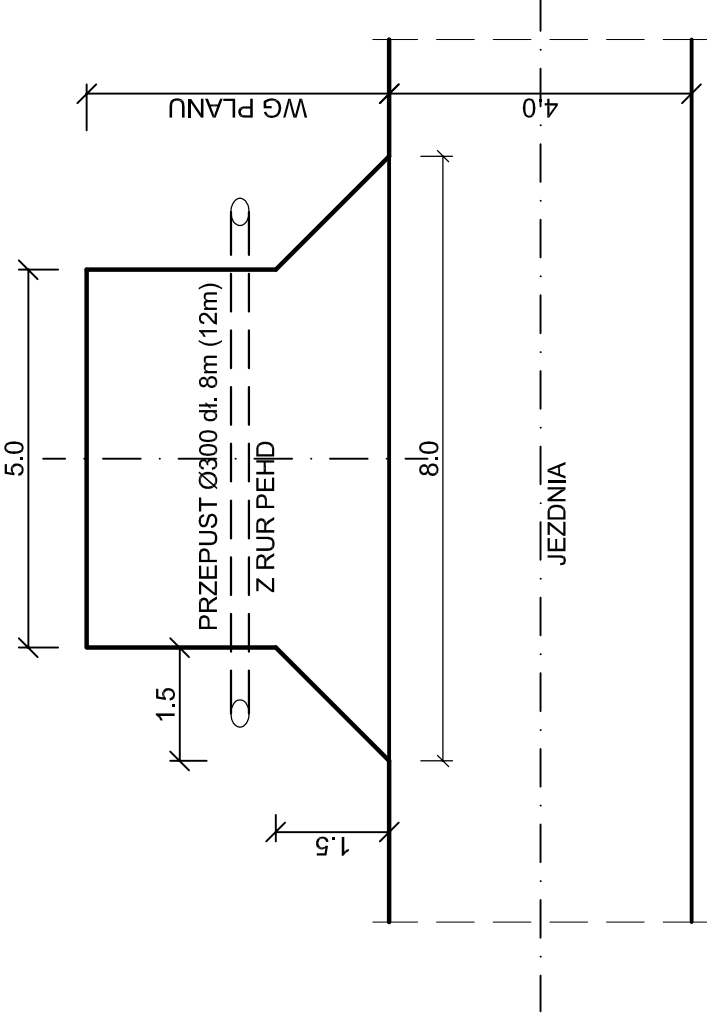 WG PLANU
4.0
5.0
PRZEPUST Ø300 dł. 8m (12m)
Z RUR PEHD
8.0
JEZDNIA
1.5
1.5